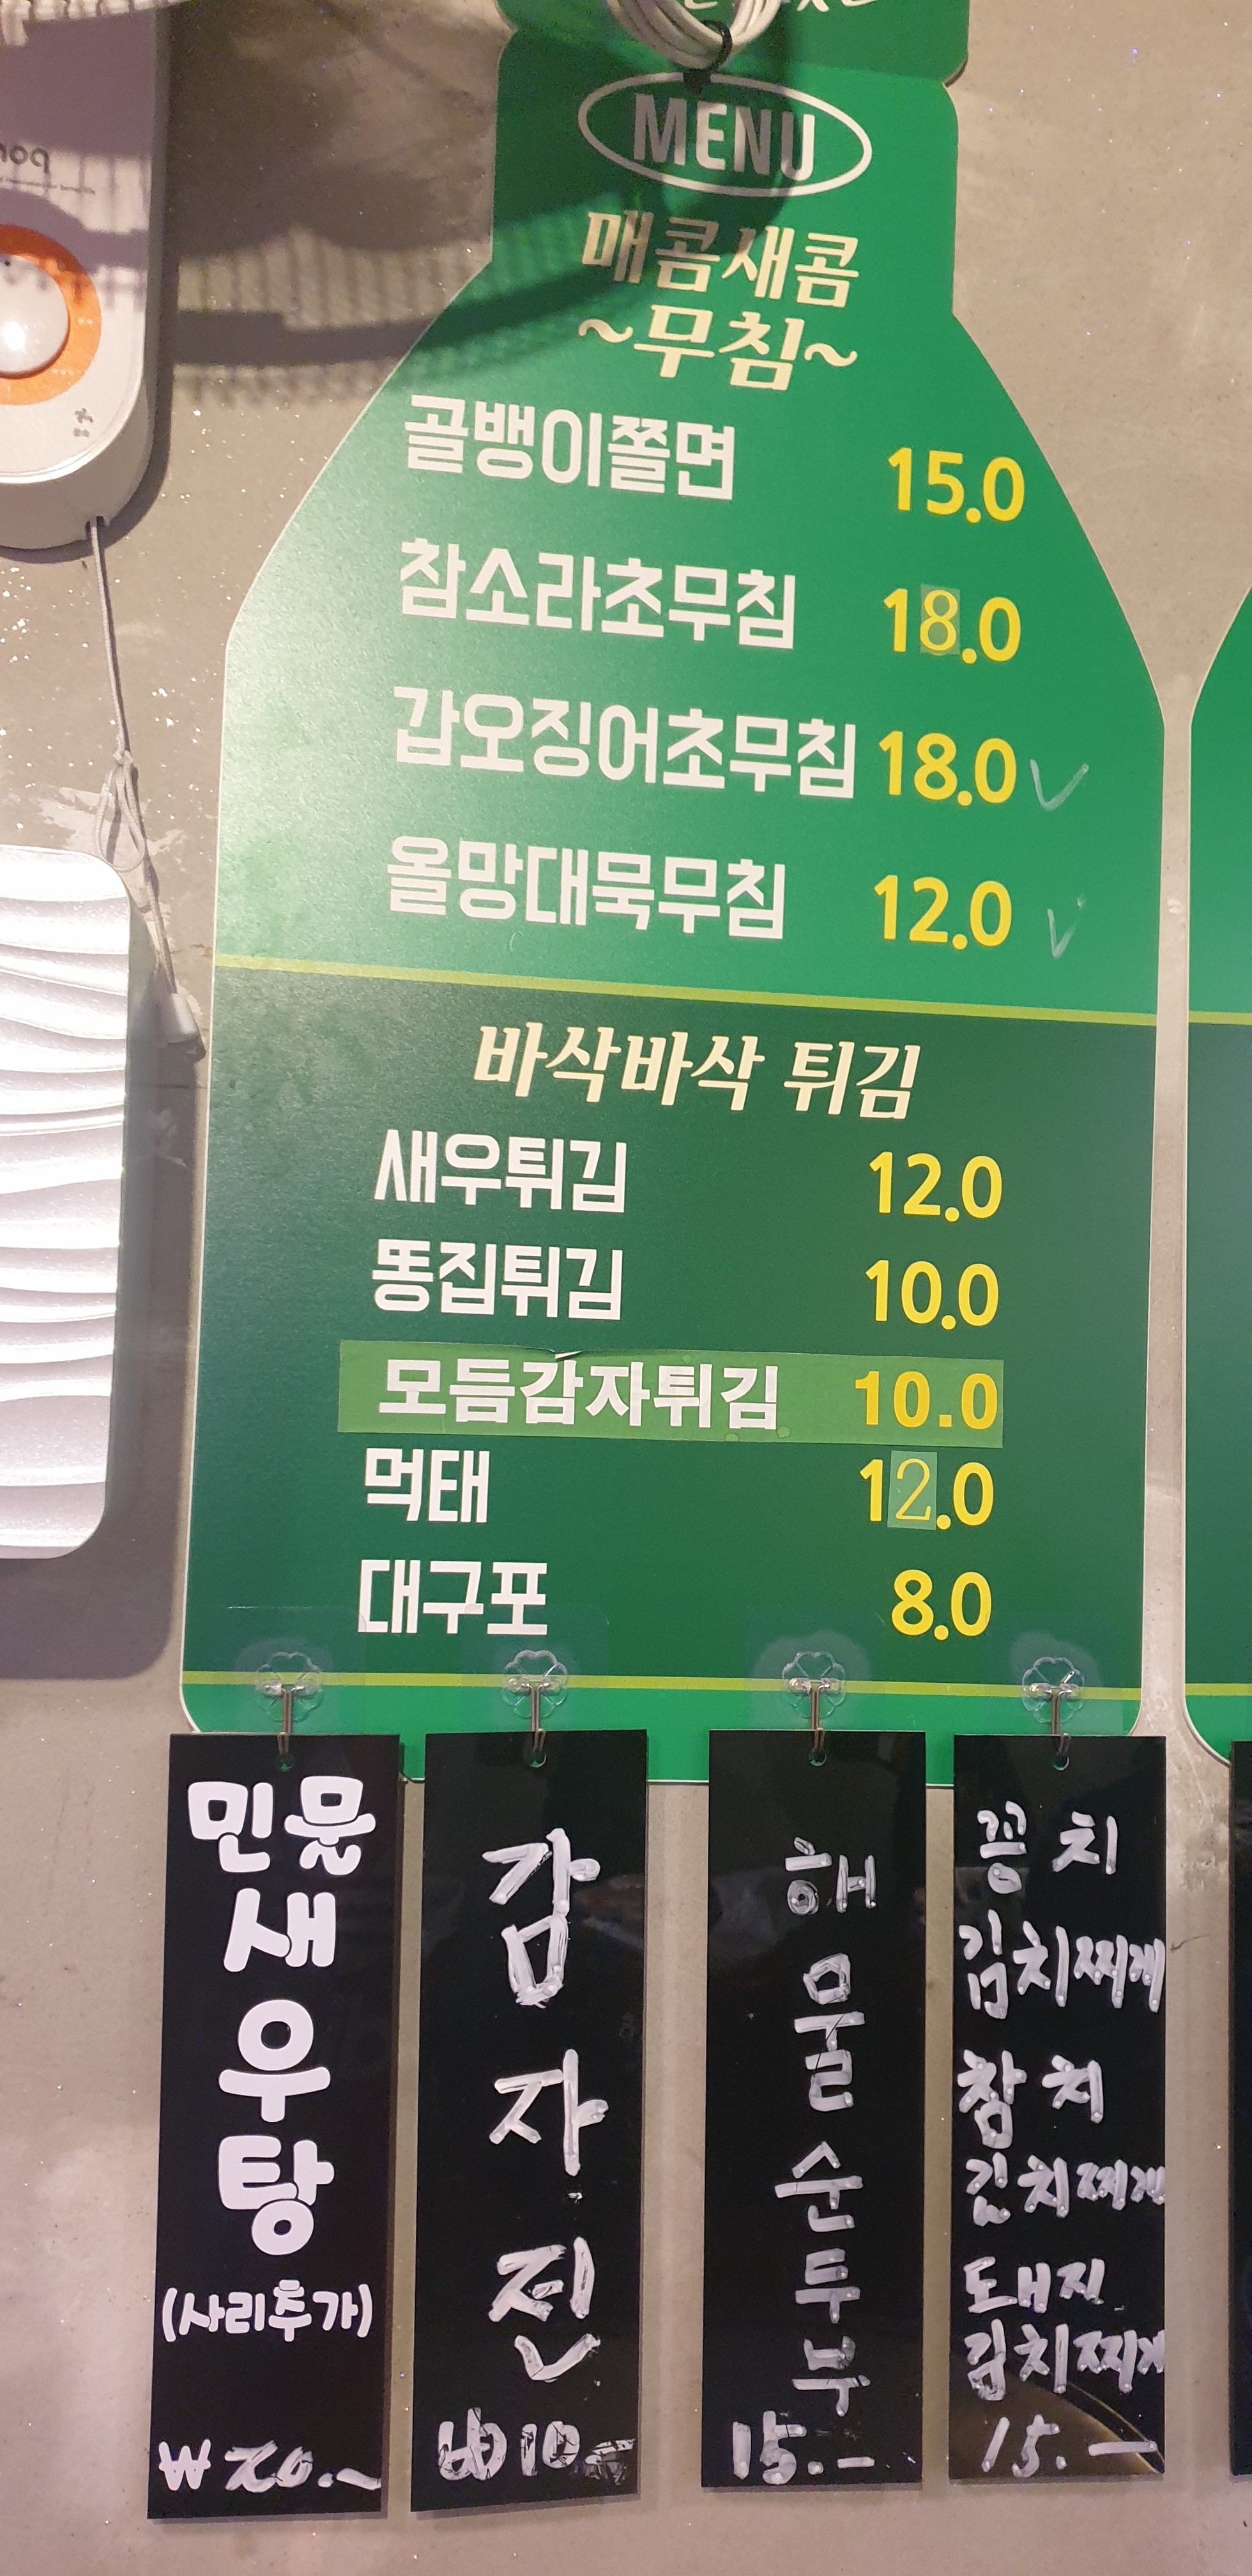 MENU
매콤새콤
~무침~
골뱅이쫄면 15.0
참소라초무침 18.0
갑오징어초무침 18.0
올망대묵무침 12.0
바삭바삭 튀김
새우튀김 12.0
똥집튀김 10.0
모듬감자튀김 10.0
먹태 12.0
대구포 8.0
민물
새
우
탕
(사리추가)
₩20.-
감
자
전
₩10.-
해
물
순
두
부
15.-
꽁치
김치찌개
참치
김치찌개
돼지
김치찌개
15.-